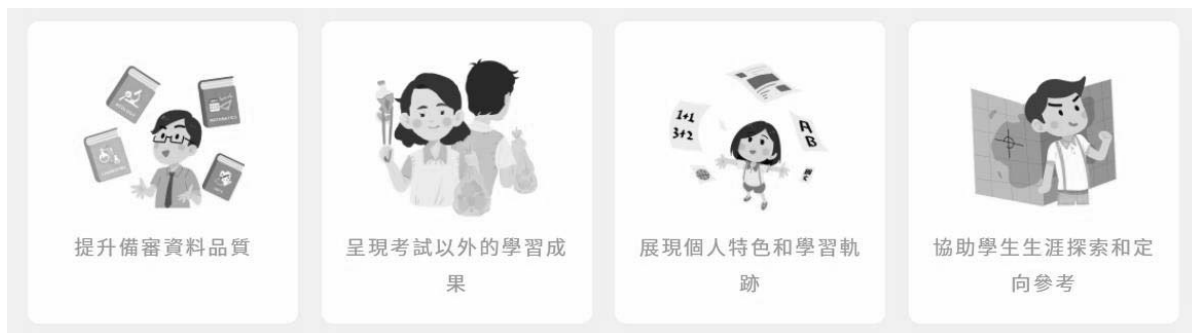 提升備審資料品質
呈現考試以外的學習成
果
展現個人特色和學習軌
跡
協助學生生涯探索和定
向參考
1+1
3+2
A
B